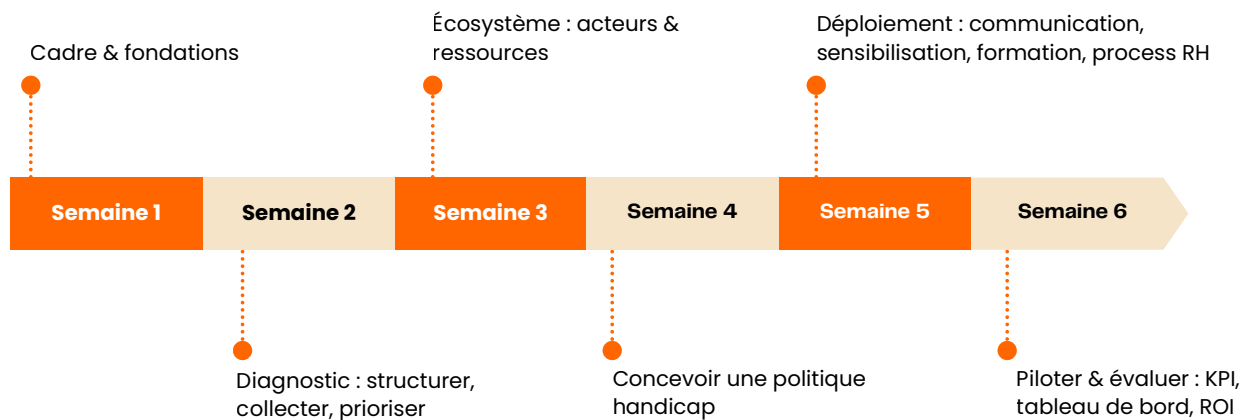 Cadre & fondations
Écosystème : acteurs &
ressources
Déploiement : communication,
sensibilisation, formation, process RH
Semaine 1
Semaine 2
Semaine 3
Semaine 4
Semaine 5
Semaine 6
Diagnostic : structurer,
collecter, prioriser
Concevoir une politique
handicap
Piloter & évaluer : KPI,
tableau de bord, ROI